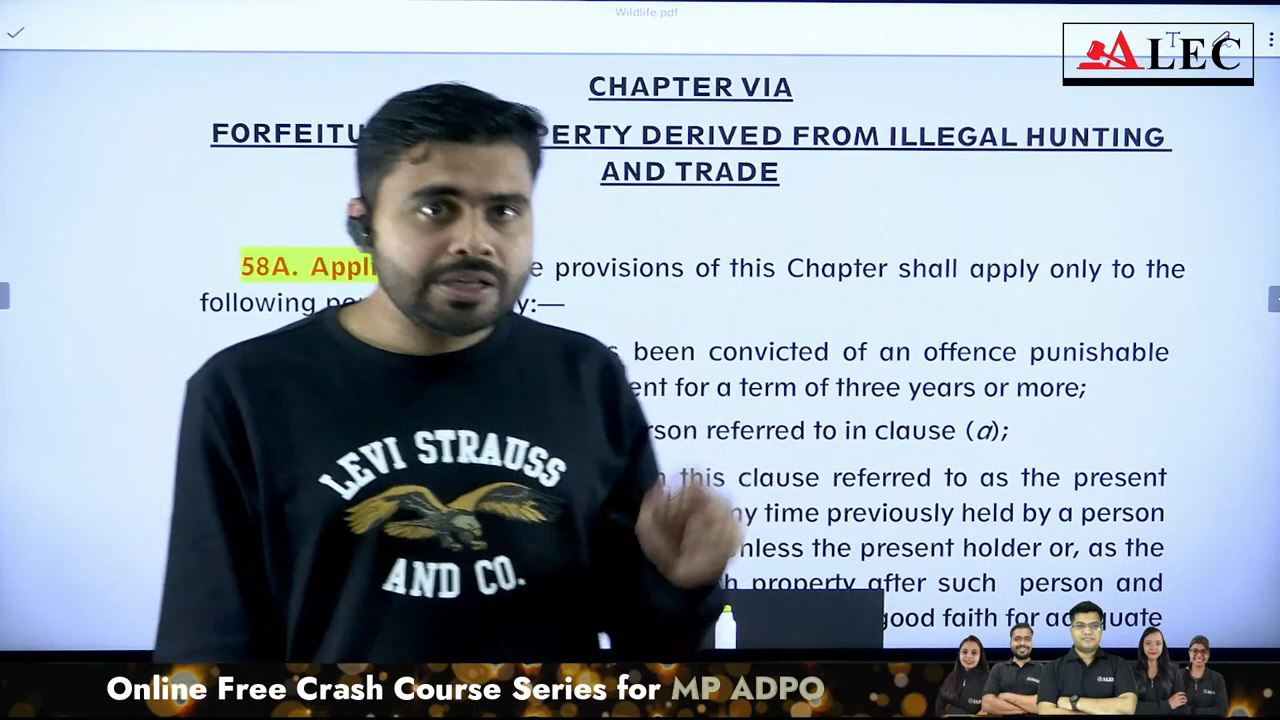 Wildlife.pdf
ALEC
CHAPTER VIA
FORFEITU PERTY DERIVED FROM ILLEGAL HUNTING
AND TRADE
58A. Appli e provisions of this Chapter shall apply only to the
following pe y:—
s been convicted of an offence punishable
ent for a term of three years or more;
rson referred to in clause (a);
this clause referred to as the present
ny time previously held by a person
nless the present holder or, as the
h property after such person and
good faith for adequate
LEVI STRAUSS
AND CO.
Online Free Crash Course Series for MP ADPO